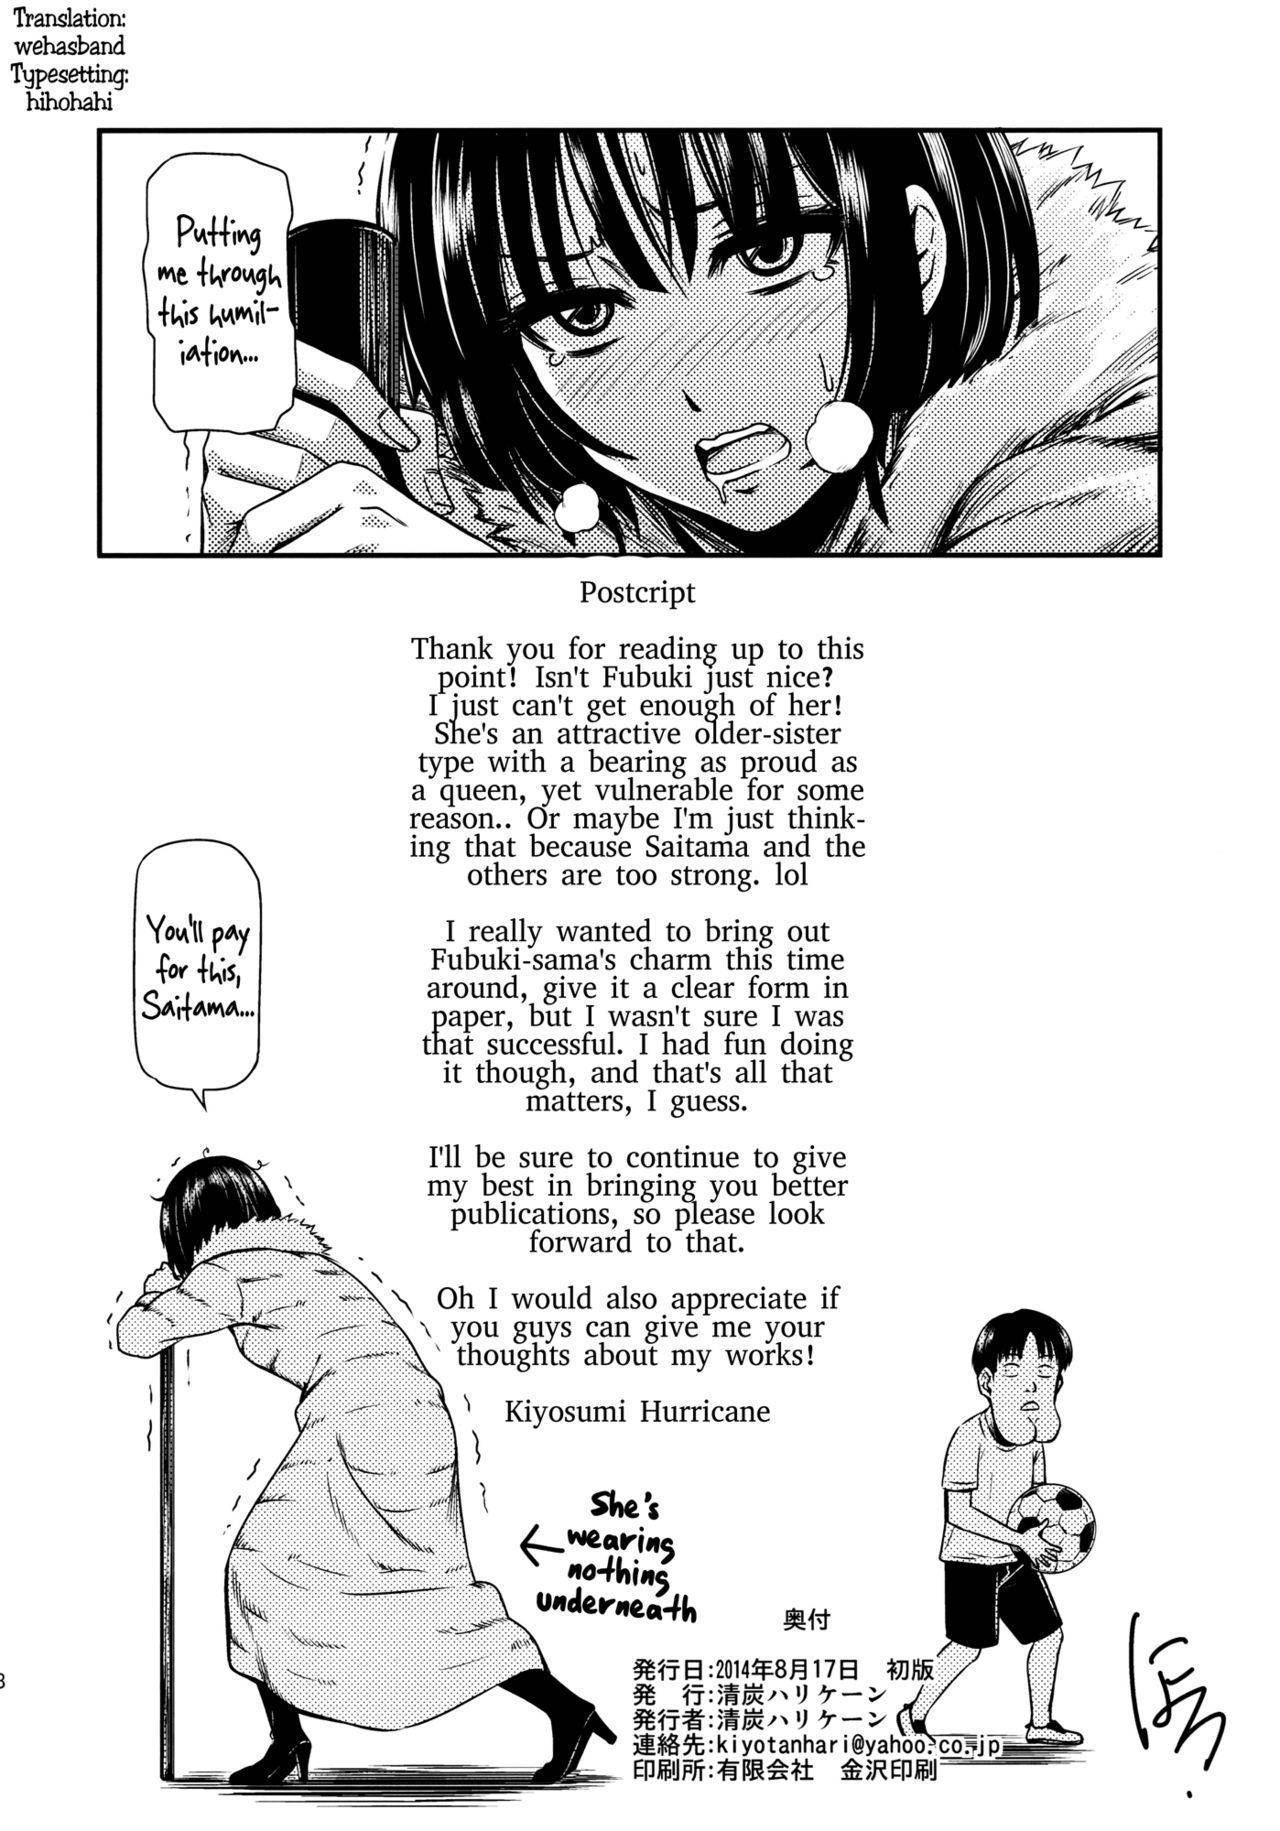 Translation:
wehasband
Typesetting:
hihohahi
Putting
me through
this humil-
iation...
Postcript
Thank you for reading up to this
point! Isn't Fubuki just nice?
I just can't get enough of her!
She's an attractive older-sister
type with a bearing as proud as
a queen, yet vulnerable for some
reason.. Or maybe I'm just think-
ing that because Saitama and the
others are too strong. lol
I really wanted to bring out
Fubuki-sama's charm this time
around, give it a clear form in
paper, but I wasn't sure I was
that successful. I had fun doing
it though, and that's all that
matters, I guess.
I'll be sure to continue to give
my best in bringing you better
publications, so please look
forward to that.
Oh I would also appreciate if
you guys can give me your
thoughts about my works!
Kiyosumi Hurricane
You'll pay
for this,
Saitama...
She's
wearing
nothing
underneath
奥付
発行日:2014年8月17日 初版
発 行:清炭ハリケーン
発行者:清炭ハリケーン
連絡先:kiyotanhari@yahoo.co.jp
印刷所:有限会社 金沢印刷